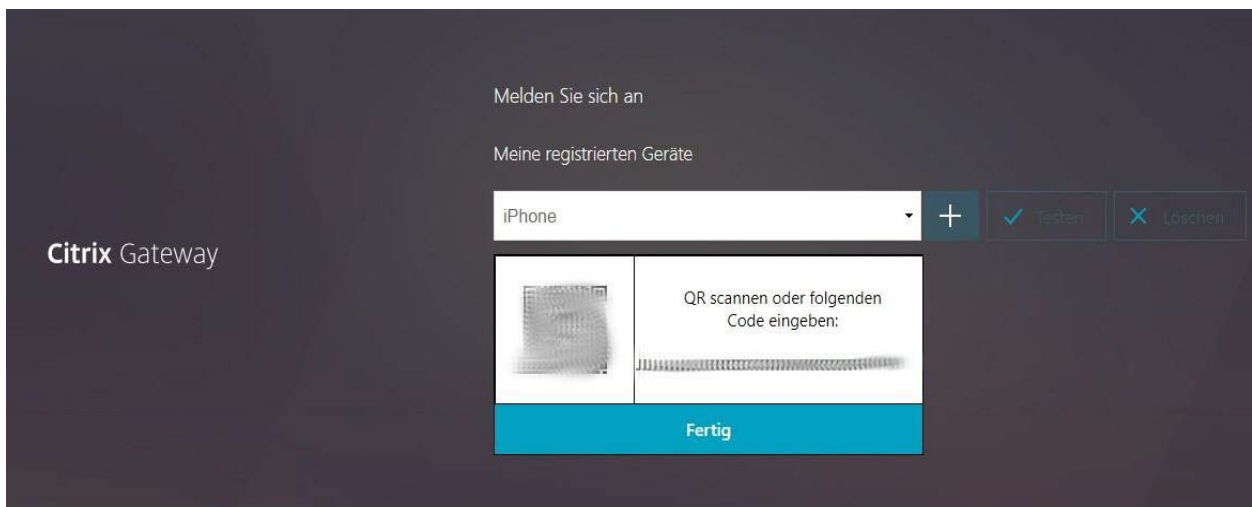 Melden Sie sich an
Meine registrierten Geräte
iPhone
Testen
Löschen
Citrix Gateway
QR scannen oder folgenden
Code eingeben:
Fertig